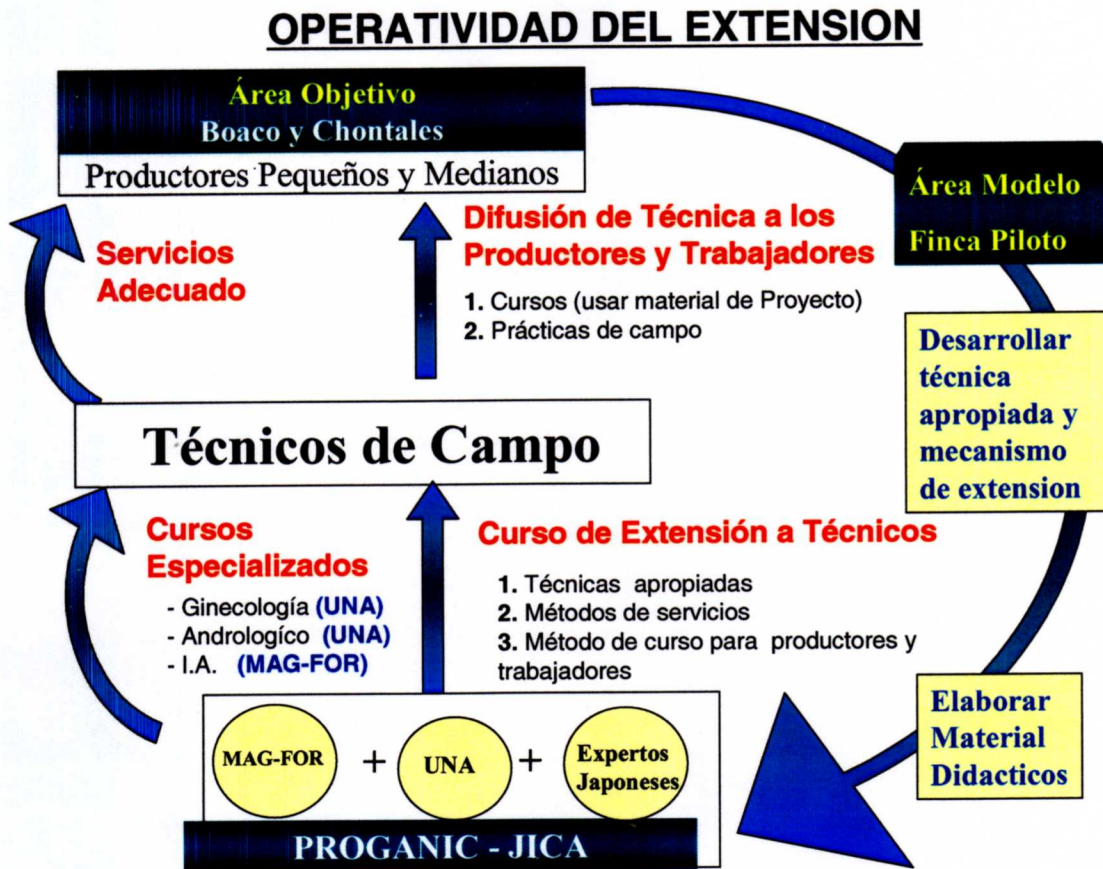 OPERATIVIDAD DEL EXTENSION
Área Objetivo
Boaco y Chontales
Productores Pequeños y Medianos
Área Modelo
Finca Piloto
Servicios
Adecuado
Difusión de Técnica a los
Productores y Trabajadores
1. Cursos (usar material de Proyecto)
2. Prácticas de campo
Desarrollar
técnica
apropiada y
mecanismo
de extension
Técnicos de Campo
Cursos
Especializados
- Ginecología (UNA)
- Andrologíco (UNA)
- I.A. (MAG-FOR)
Curso de Extensión a Técnicos
1. Técnicas apropiadas
2. Métodos de servicios
3. Método de curso para productores y
trabajadores
Elaborar
Material
Didacticos
MAG-FOR + UNA + Expertos
Japoneses
PROGANIC - JICA